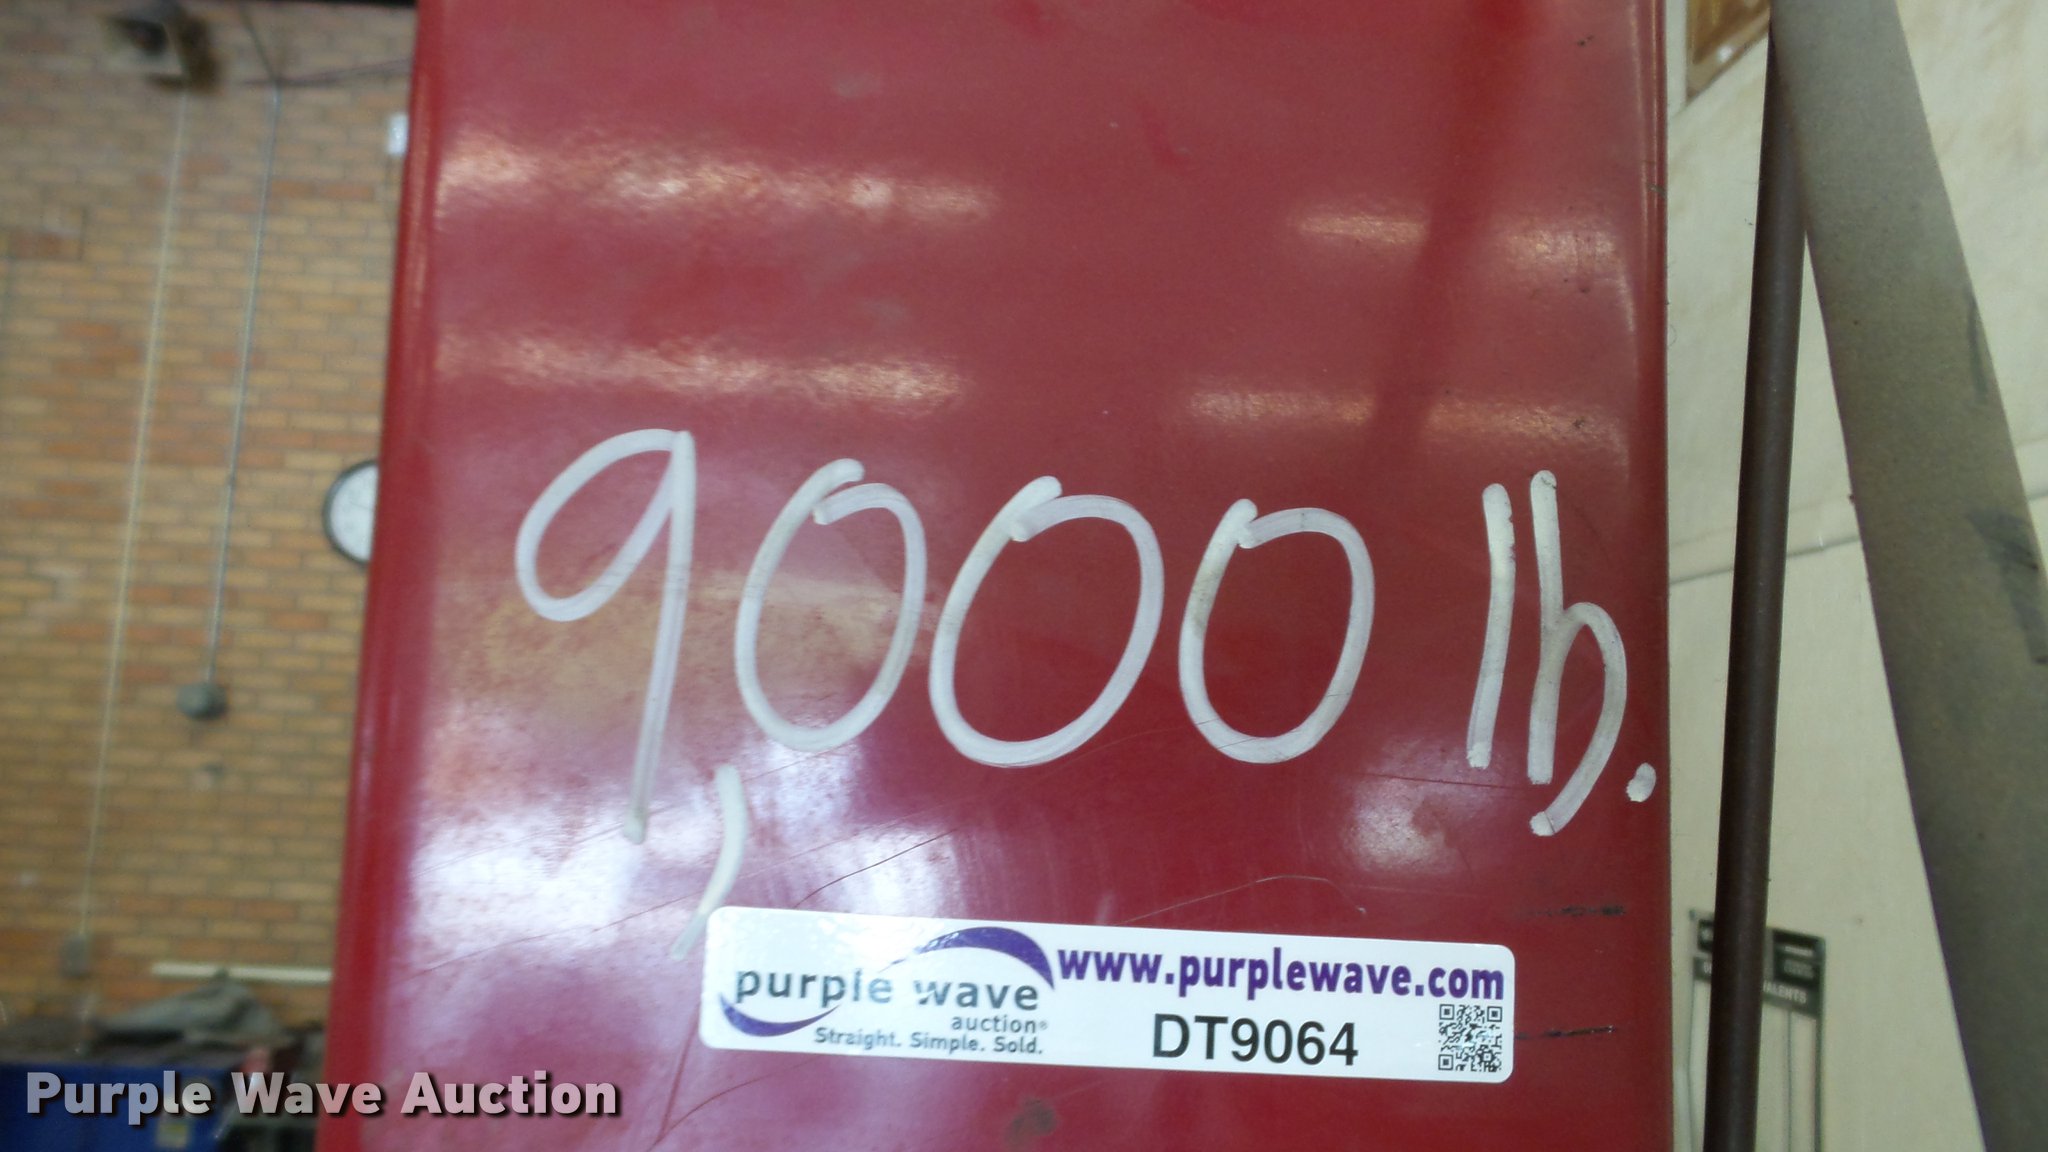 9,000 lb.
purple wave
auction®
Straight. Simple. Sold.
www.purplewave.com
DT9064
Purple Wave Auction